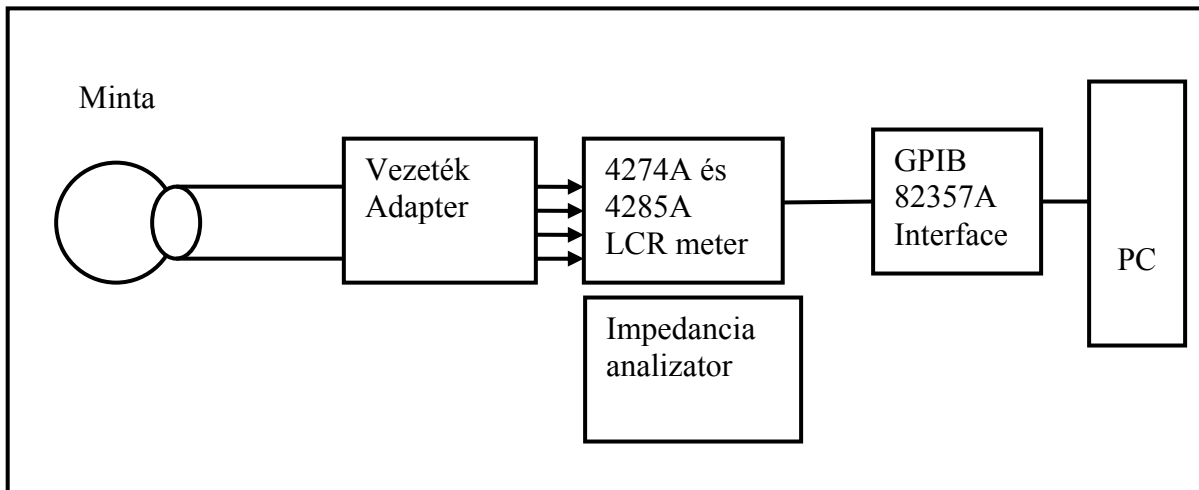 Minta
Vezeték
Adapter
4274A és
4285A
LCR meter
GPIB
82357A
Interface
PC
Impedancia
analizator